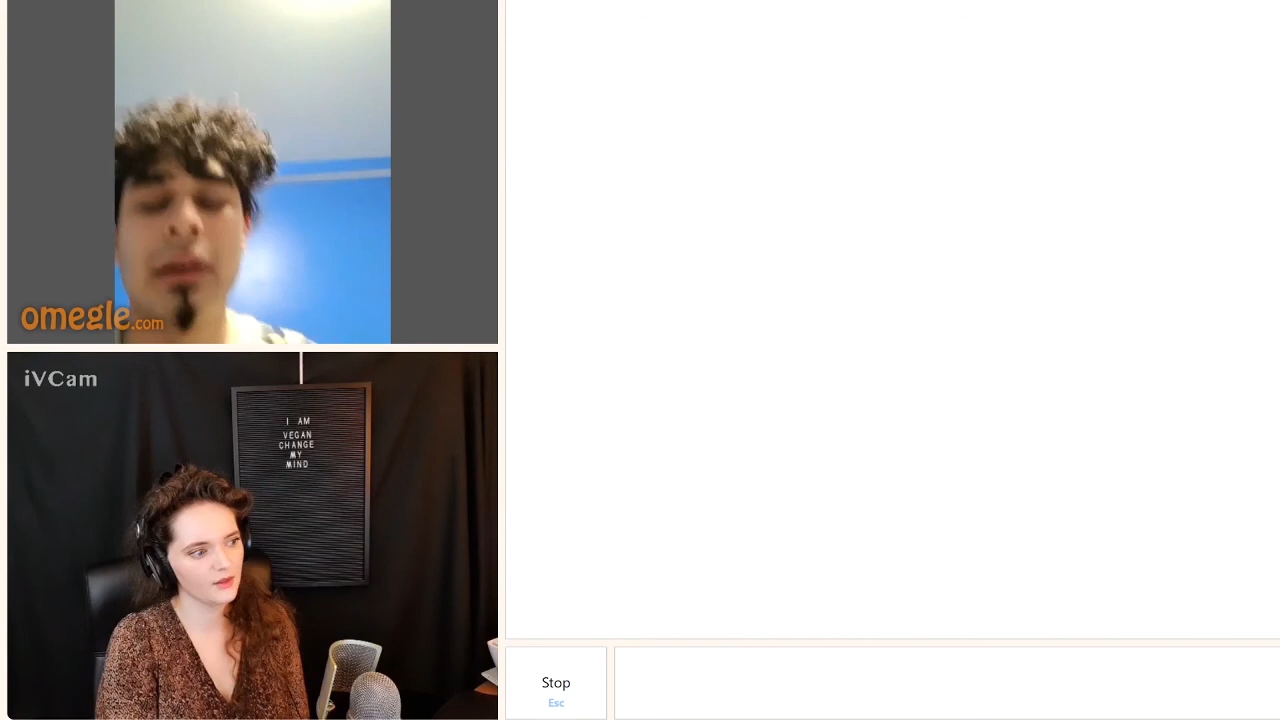 omegle.com
iVCam
I AM
VEGAN
CHANGE
MY
MIND
Stop
Esc